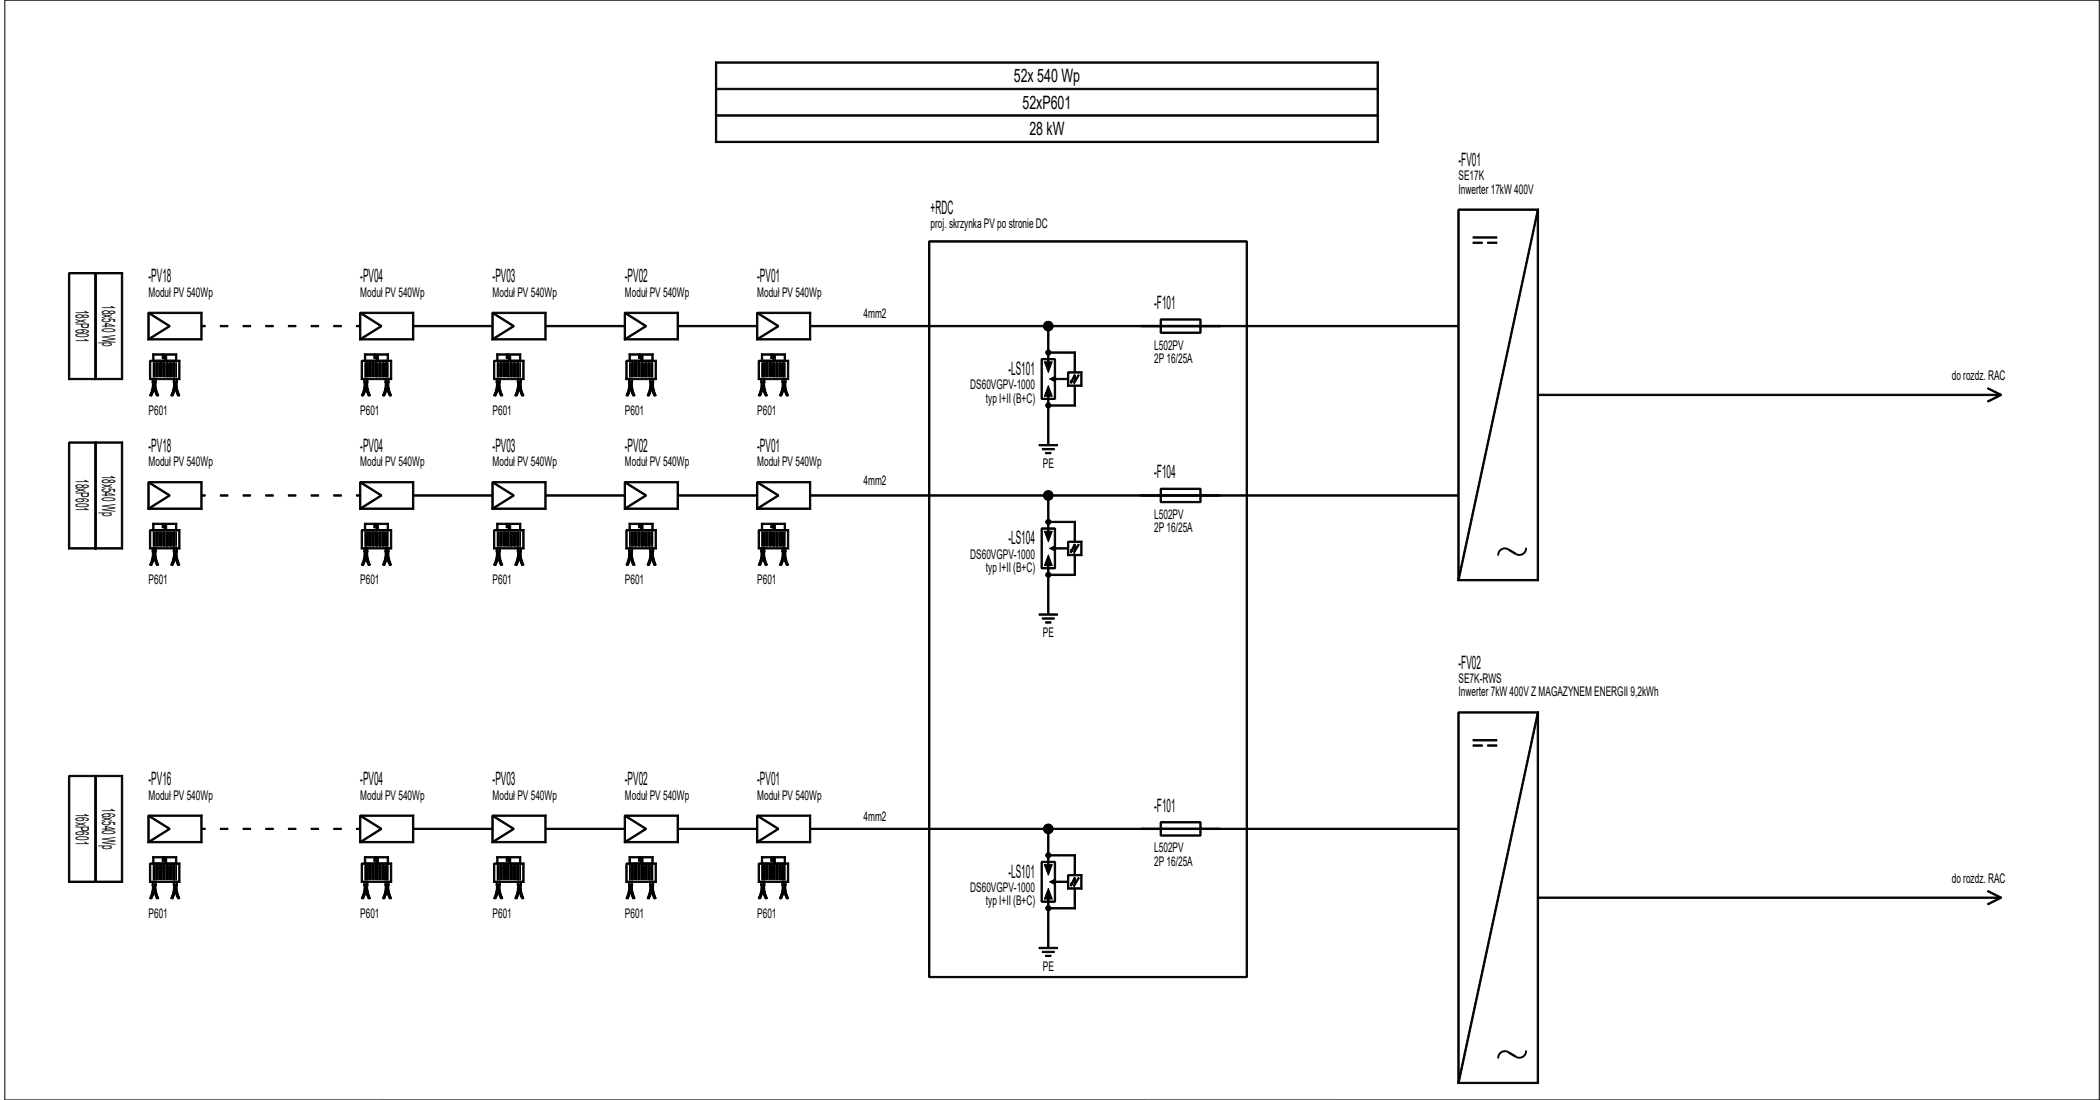 52x 540 Wp
52xP601
28 kW
-FV01
SE17K
Inwerter 17kW 400V
+RDC
proj. skrzynka PV po stronie DC
18x540 Wp
18xP601
-PV18
Moduł PV 540Wp
P601
-PV04
Moduł PV 540Wp
P601
-PV03
Moduł PV 540Wp
P601
-PV02
Moduł PV 540Wp
P601
-PV01
Moduł PV 540Wp
P601
4mm2
-LS101
DS60VGPV-1000
typ I+II (B+C)
PE
-F101
L502PV
2P 16/25A
do rozdz. RAC
18x540 Wp
18xP601
-PV18
Moduł PV 540Wp
P601
-PV04
Moduł PV 540Wp
P601
-PV03
Moduł PV 540Wp
P601
-PV02
Moduł PV 540Wp
P601
-PV01
Moduł PV 540Wp
P601
4mm2
-LS104
DS60VGPV-1000
typ I+II (B+C)
PE
-F104
L502PV
2P 16/25A
-FV02
SE7K-RWS
Inwerter 7kW 400V Z MAGAZYNEM ENERGII 9,2kWh
16x540 Wp
16xP601
-PV16
Moduł PV 540Wp
P601
-PV04
Moduł PV 540Wp
P601
-PV03
Moduł PV 540Wp
P601
-PV02
Moduł PV 540Wp
P601
-PV01
Moduł PV 540Wp
P601
4mm2
-LS101
DS60VGPV-1000
typ I+II (B+C)
PE
-F101
L502PV
2P 16/25A
do rozdz. RAC